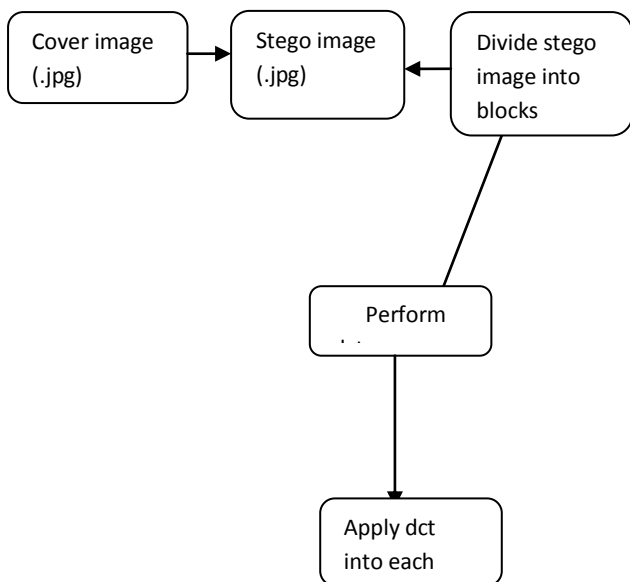 Cover image
(.jpg)
Stego image
(.jpg)
Divide stego
image into
blocks
Perform
Apply dct
into each